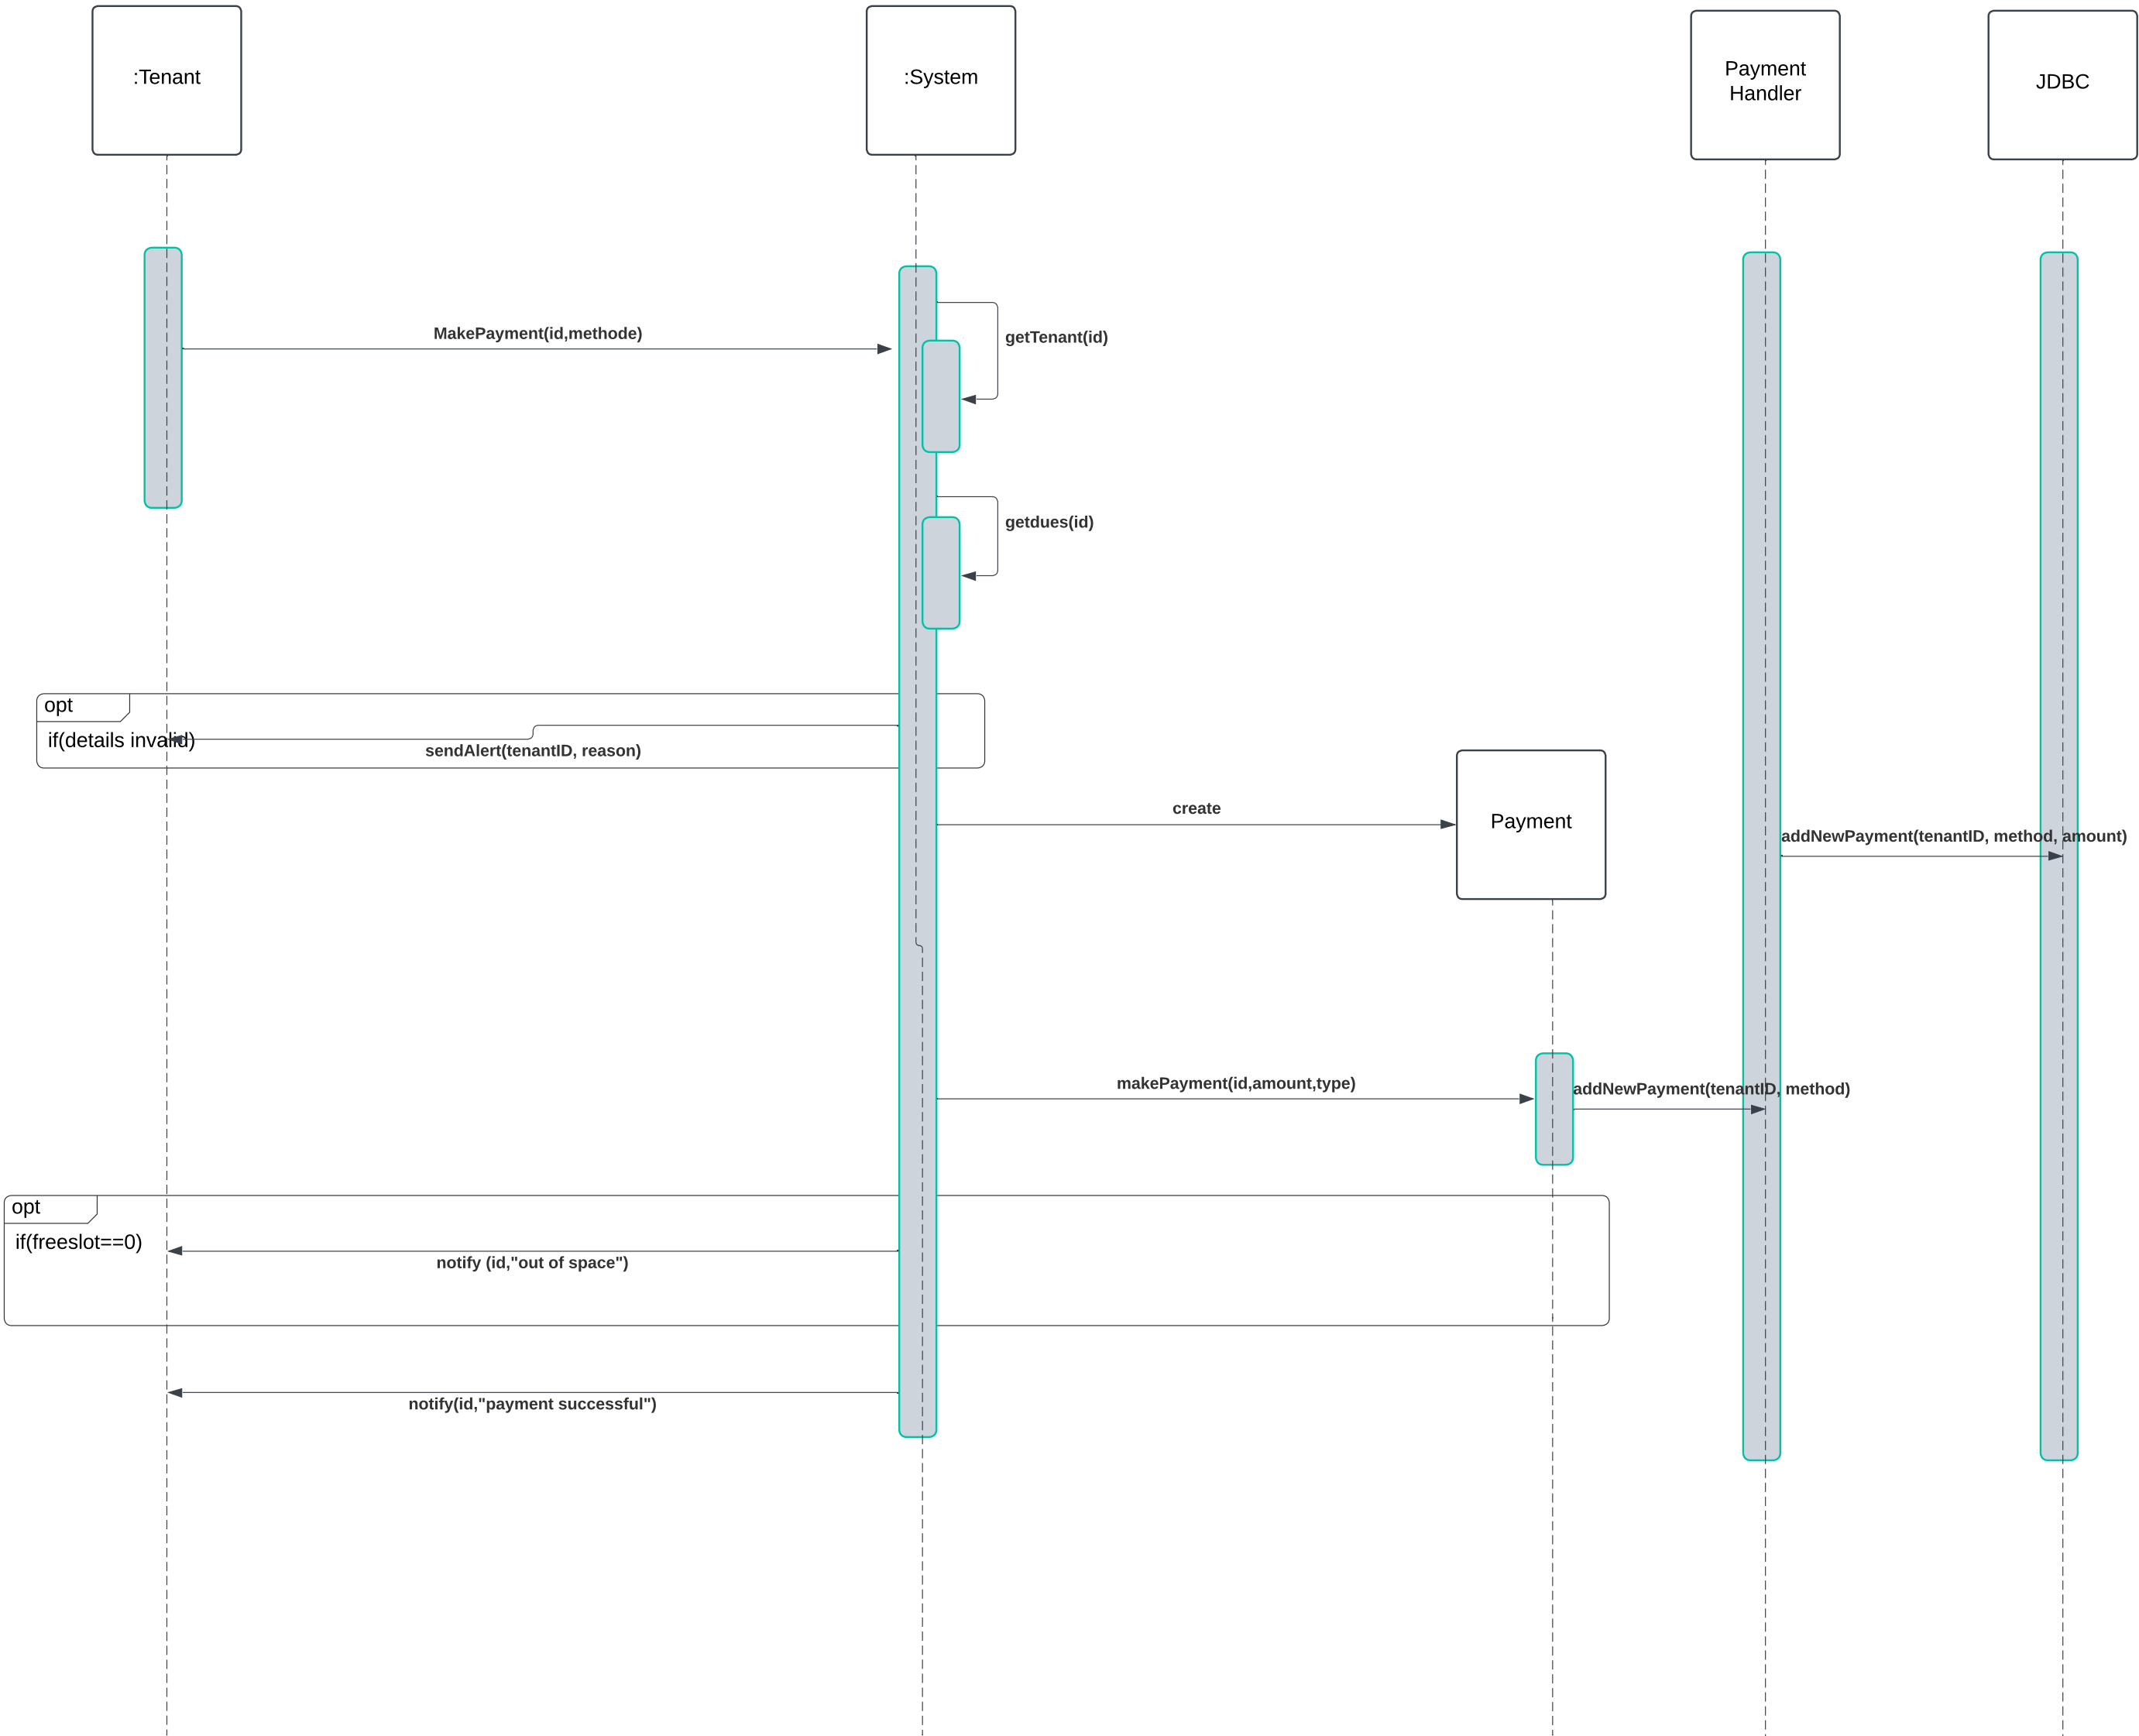 :Tenant
:System
Payment
Handler
JDBC
MakePayment(id,methode)
getTenant(id)
getdues(id)
opt
if(details invalid)
sendAlert(tenantID, reason)
create
Payment
addNewPayment(tenantID, method, amount)
makePayment(id,amount,type)
addNewPayment(tenantID, method)
opt
if(freeslot==0)
notify (id,"out of space")
notify(id,"payment successful")